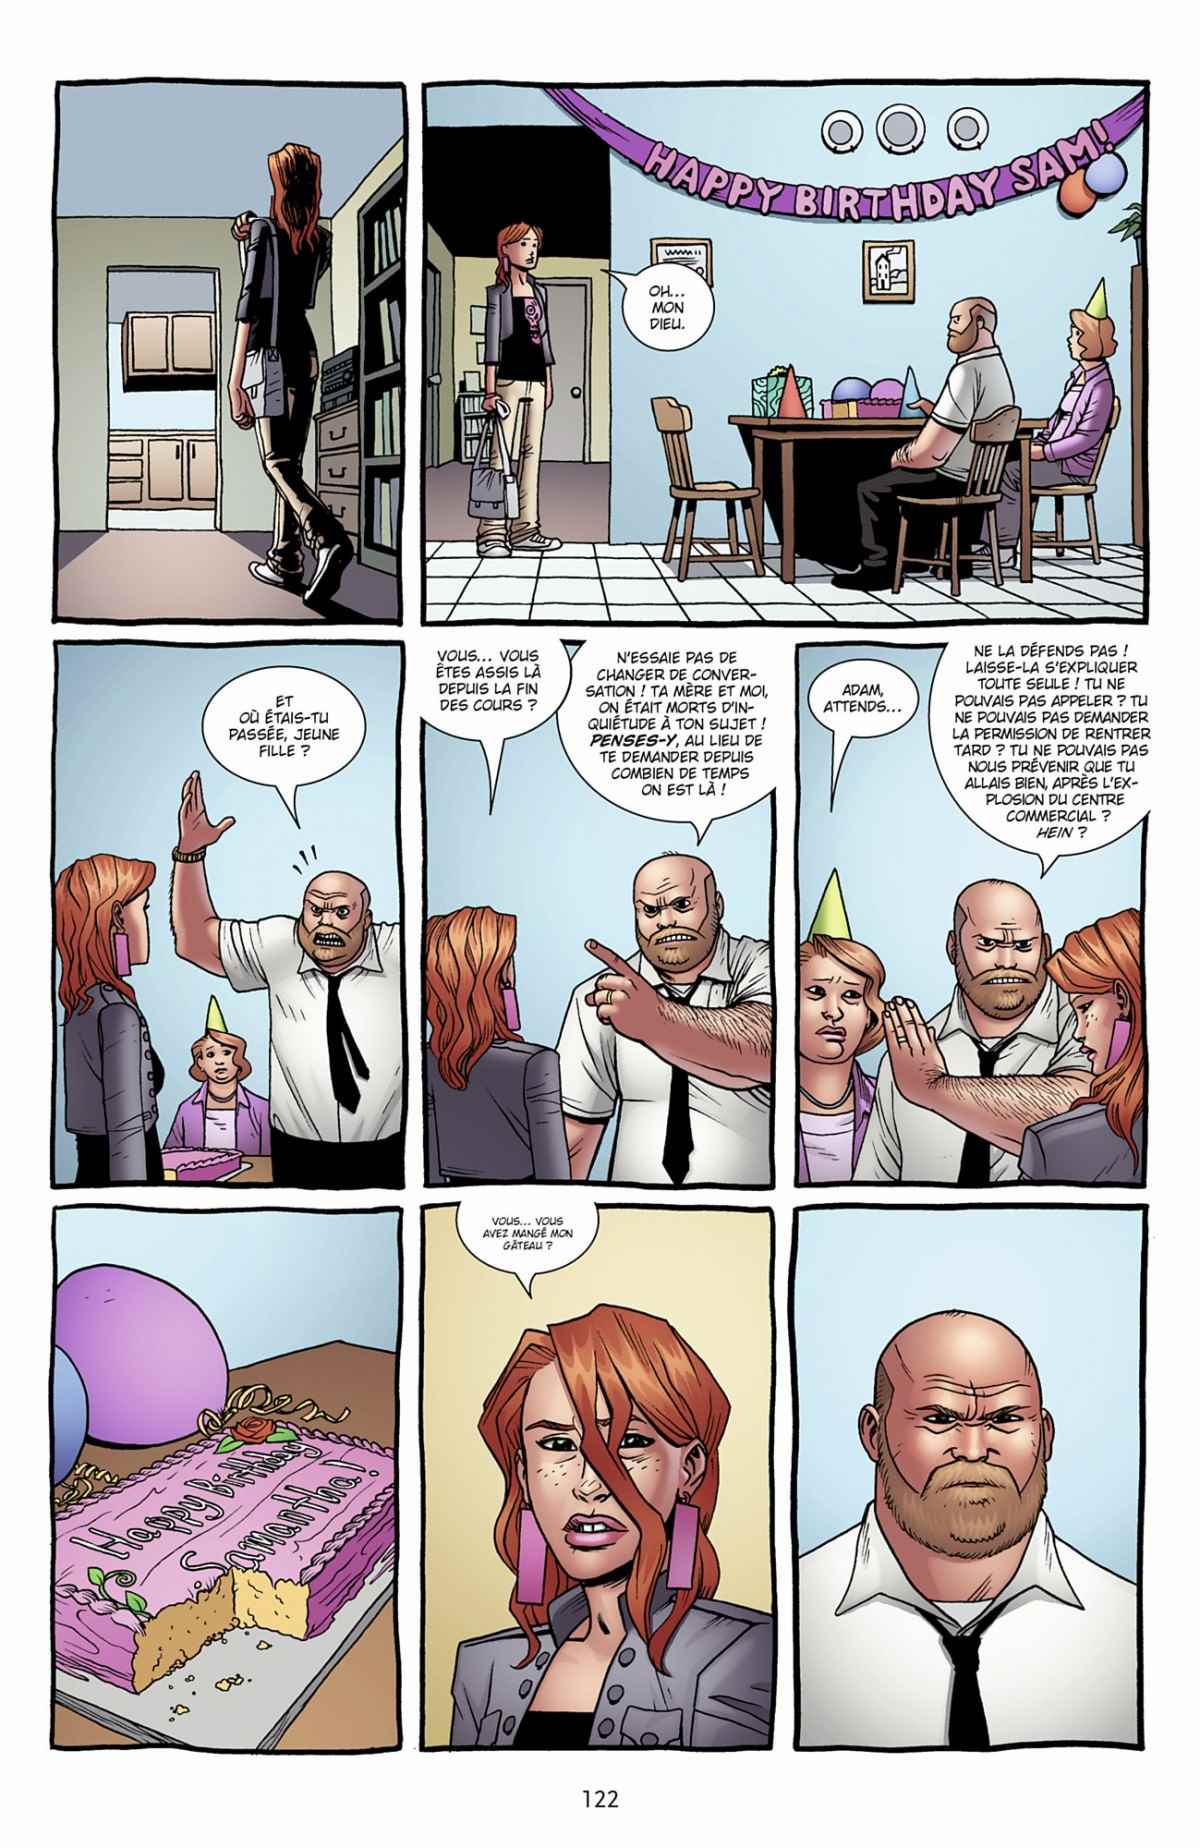 HAPPY BIRTHDAY SAM!
OH...
MON
DIEU.
ET
OÙ ÉTAIS-TU
PASSÉE, JEUNE
FILLE ?
VOUS... VOUS
ÊTES ASSIS LÀ
DEPUIS LA FIN
DES COURS ?
N'ESSAIE PAS DE
CHANGER DE CONVER-
SATION ! TA MÈRE ET MOI,
ON ÉTAIT MORTS D'IN-
QUIÉTUDE À TON SUJET !
PENSES-Y, AU LIEU DE
TE DEMANDER DEPUIS
COMBIEN DE TEMPS
ON EST LÀ !
ADAM,
ATTENDS...
NE LA DÉFENDS PAS !
LAISSE-LA S'EXPLIQUER
TOUTE SEULE ! TU NE
POUVAIS PAS APPELER ? TU
NE POUVAIS PAS DEMANDER
LA PERMISSION DE RENTRER
TARD ? TU NE POUVAIS PAS
NOUS PRÉVENIR QUE TU
ALLAIS BIEN, APRÈS L'EX-
PLOSION DU CENTRE
COMMERCIAL ?
HEIN ?
Happy Birthday
Samantha!
VOUS... VOUS
AVEZ MANGÉ MON
GÂTEAU ?
122